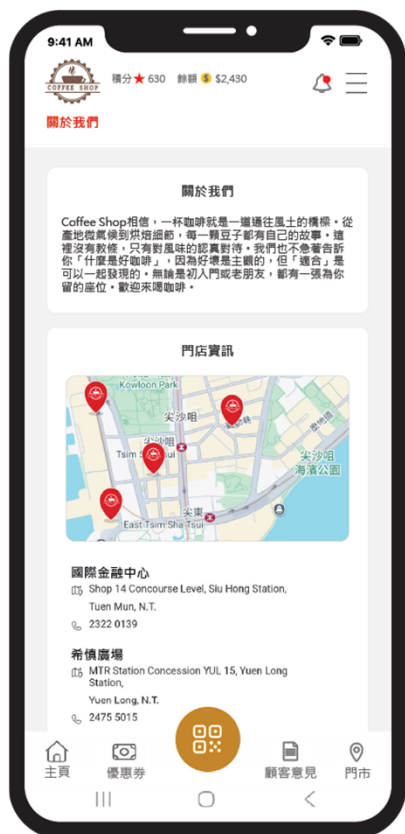 9:41 AM
COFFEE SHOP
積分 630 餘額 $ $2,430
關於我們
關於我們
Coffee Shop相信，一杯咖啡就是一道通往風土的橋樑。從
產地微氣候到烘焙細節，每一顆豆子都有自己的故事。這
裡沒有教條，只有對風味的認真對待。我們也不急著告訴
你「什麼是好咖啡」，因為好壞是主觀的，但「適合」是
可以一起發現的。無論是初入門或老朋友，都有一張為你
留的座位。歡迎來喝咖啡。
門店資訊
Kowloon Park
尖沙咀
尖沙咀
Tsim
尖沙咀
海濱公園
尖東
East Tsim Sha Tsui
國際金融中心
Shop 14 Concourse Level, Siu Hong Station,
Tuen Mun, N.T.
2322 0139
希慎廣場
MTR Station Concession YUL 15, Yuen Long
Station,
Yuen Long, N.T.
2475 5015
主頁
優惠券
顧客意見
門市